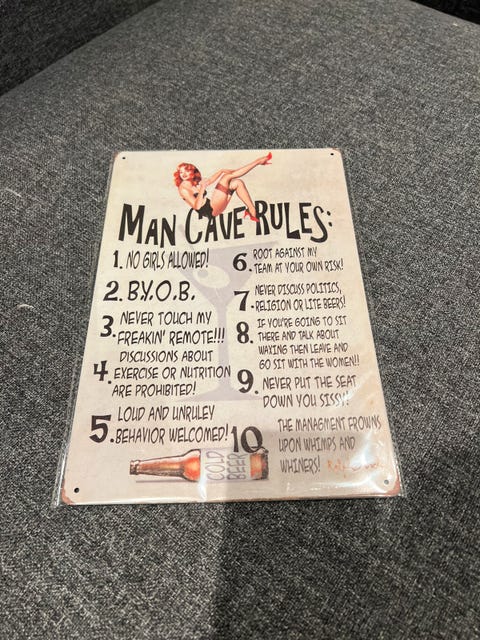 MAN CAVE RULES:
1. NO GIRLS ALLOWED!
2. B.Y.O.B.
3. NEVER TOUCH MY
FREAKIN' REMOTE!!!
4. DISCUSSIONS ABOUT
EXERCISE OR NUTRITION
ARE PROHIBITED!
5. LOUD AND UNRULEY
BEHAVIOR WELCOMED!
COLD
BEER
6. ROOT AGAINST MY
TEAM AT YOUR OWN RISK!
7. NEVER DISCUSS POLITICS,
RELIGION OR LITE BEERS!
8. IF YOU'RE GOING TO SIT
THERE AND TALK ABOUT
WAXING THEN LEAVE AND
GO SIT WITH THE WOMEN!!
9. NEVER PUT THE SEAT
DOWN YOU SISSY!
10 THE MANAGMENT FROWNS
UPON WHIMPS AND
WHINERS!